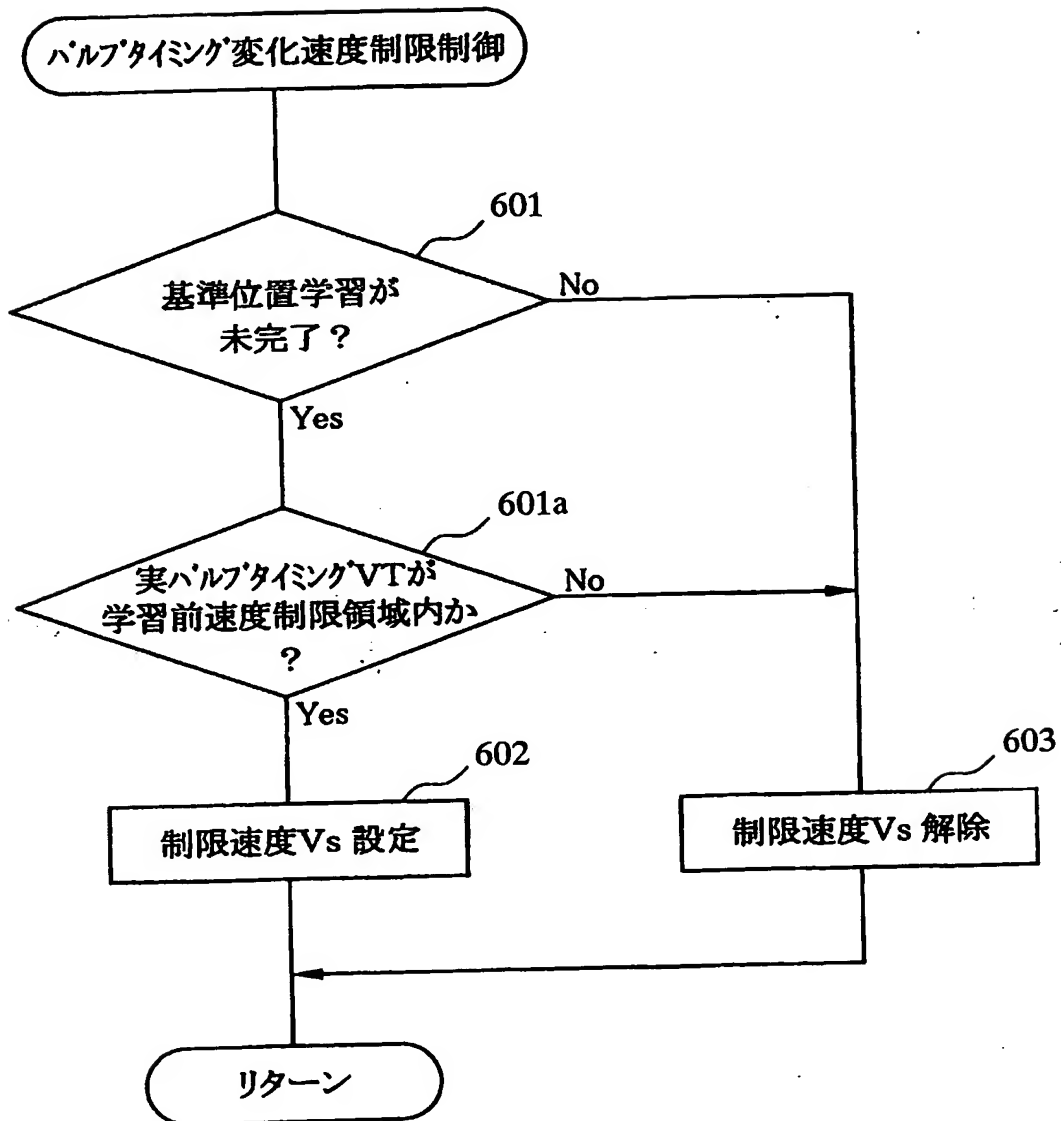 バルブタイミング変化速度制限制御
601
基準位置学習が
未完了？
No
Yes
601a
実バルブタイミングVTが
学習前速度制限領域内か
？
No
Yes
602
制限速度Vs 設定
603
制限速度Vs 解除
リターン